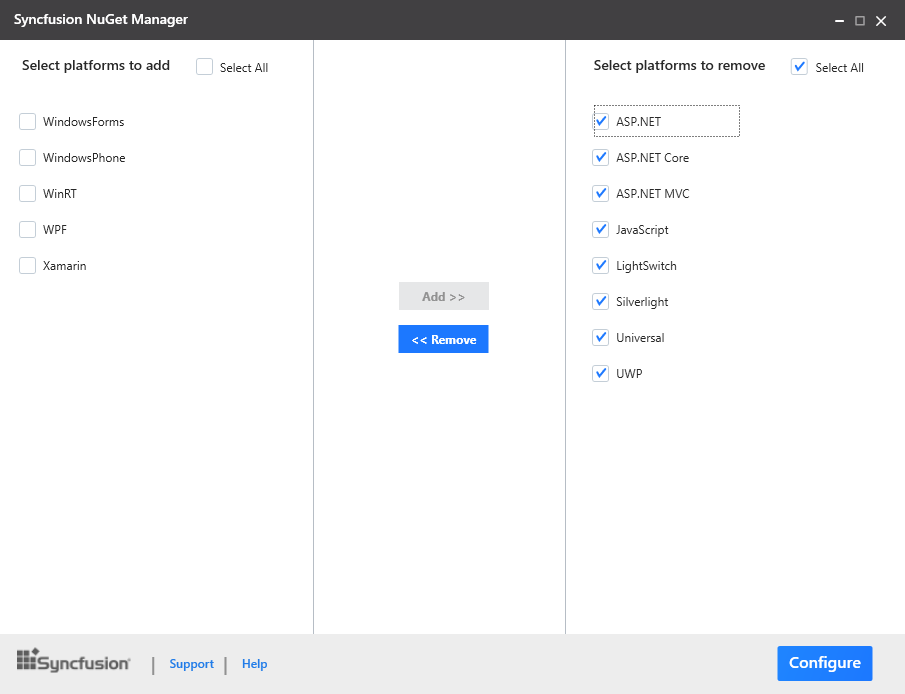 Syncfusion NuGet Manager
Select platforms to add
Select All
WindowsForms
WindowsPhone
WinRT
WPF
Xamarin
Add >>
<< Remove
Select platforms to remove
Select All
ASP.NET
ASP.NET Core
ASP.NET MVC
JavaScript
LightSwitch
Silverlight
Universal
UWP
Syncfusion
| Support | Help
Configure